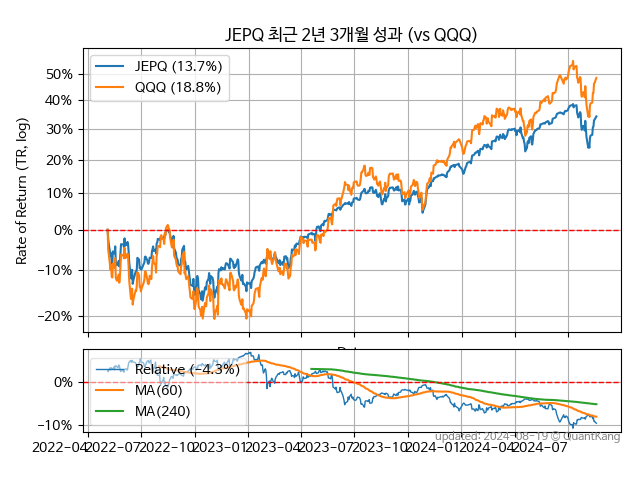 JEPQ 최근 2년 3개월 성과 (vs QQQ)
Rate of Return (TR, log)
JEPQ (13.7%)
QQQ (18.8%)
50%
40%
30%
20%
10%
0%
−10%
−20%
Relative (−4.3%)
MA(60)
MA(240)
0%
−10%
updated: 2024-08-19 © QuantKang
2022-04 2022-07 2022-10 2023-01 2023-04 2023-07 2023-10 2024-01 2024-04 2024-07